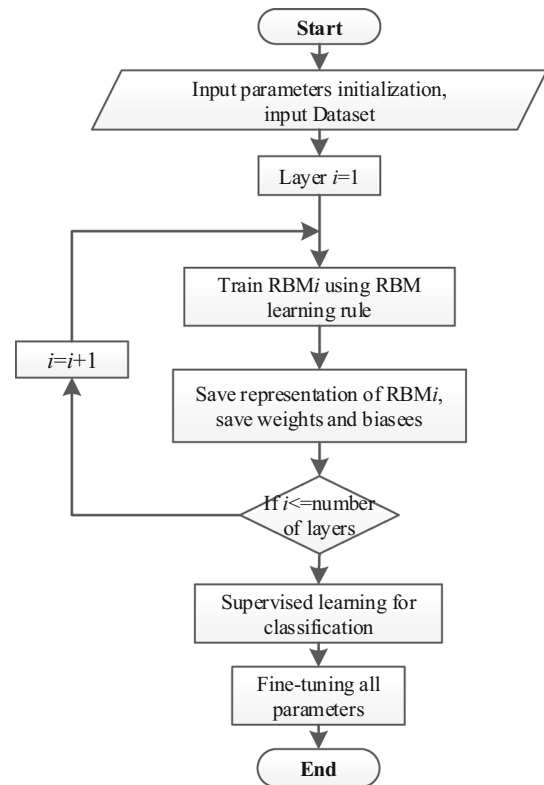 Start
Input parameters initialization,
input Dataset
Layer i=1
Train RBMi using RBM
learning rule
i=i+1
Save representation of RBMi,
save weights and biasees
If i<=number
of layers
Supervised learning for
classification
Fine-tuning all
parameters
End